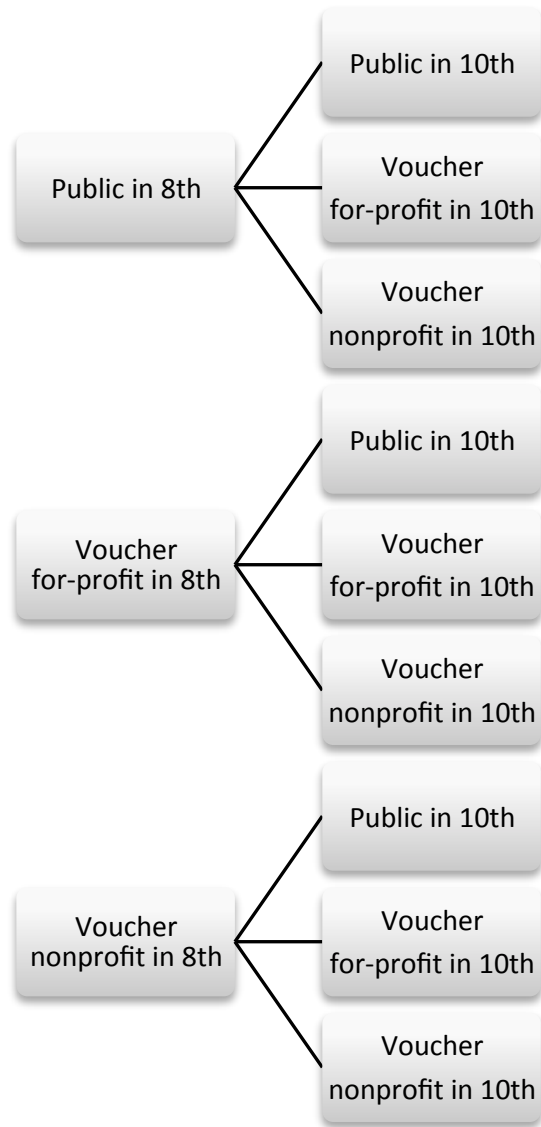 Public in 8th
Public in 10th
Voucher
for-profit in 10th
Voucher
nonprofit in 10th
Voucher
for-profit in 8th
Public in 10th
Voucher
for-profit in 10th
Voucher
nonprofit in 10th
Voucher
nonprofit in 8th
Public in 10th
Voucher
for-profit in 10th
Voucher
nonprofit in 10th